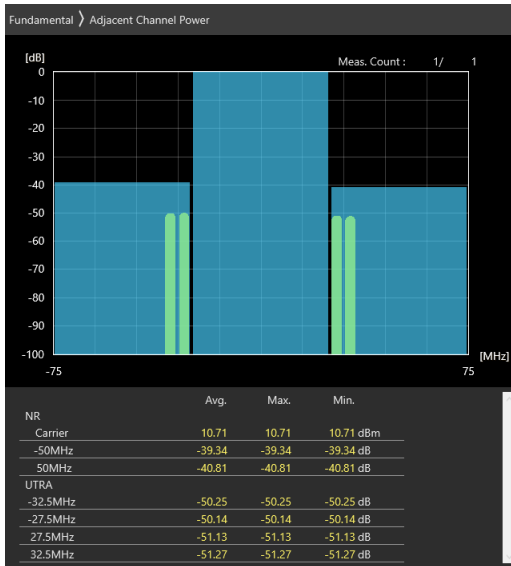 Fundamental 〉 Adjacent Channel Power
[dB]
Meas. Count : 1/ 1
0
-10
-20
-30
-40
-50
-60
-70
-80
-90
-100
[MHz]
-75 75
Avg. Max. Min.
NR
Carrier 10.71 10.71 10.71 dBm
-50MHz -39.34 -39.34 -39.34 dB
50MHz -40.81 -40.81 -40.81 dB
UTRA
-32.5MHz -50.25 -50.25 -50.25 dB
-27.5MHz -50.14 -50.14 -50.14 dB
27.5MHz -51.13 -51.13 -51.13 dB
32.5MHz -51.27 -51.27 -51.27 dB